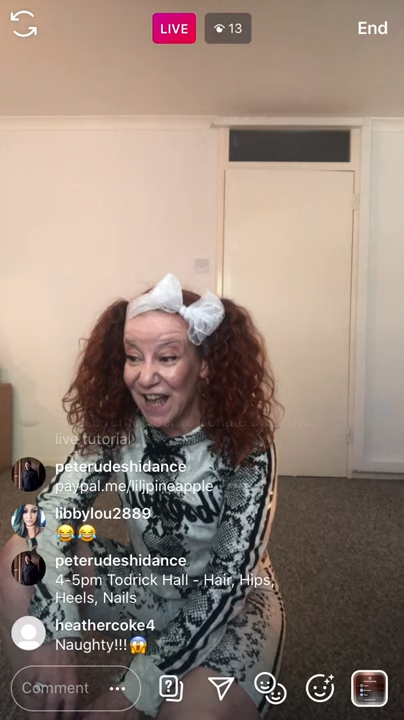 LIVE
13
End
live tutorial
peterudeshidance
paypal.me/liljpineapple
libbylou2889
😂😂
peterudeshidance
4-5pm Todrick Hall - Hair, Hips,
Heels, Nails
heathercoke4
Naughty!!!😱
Comment